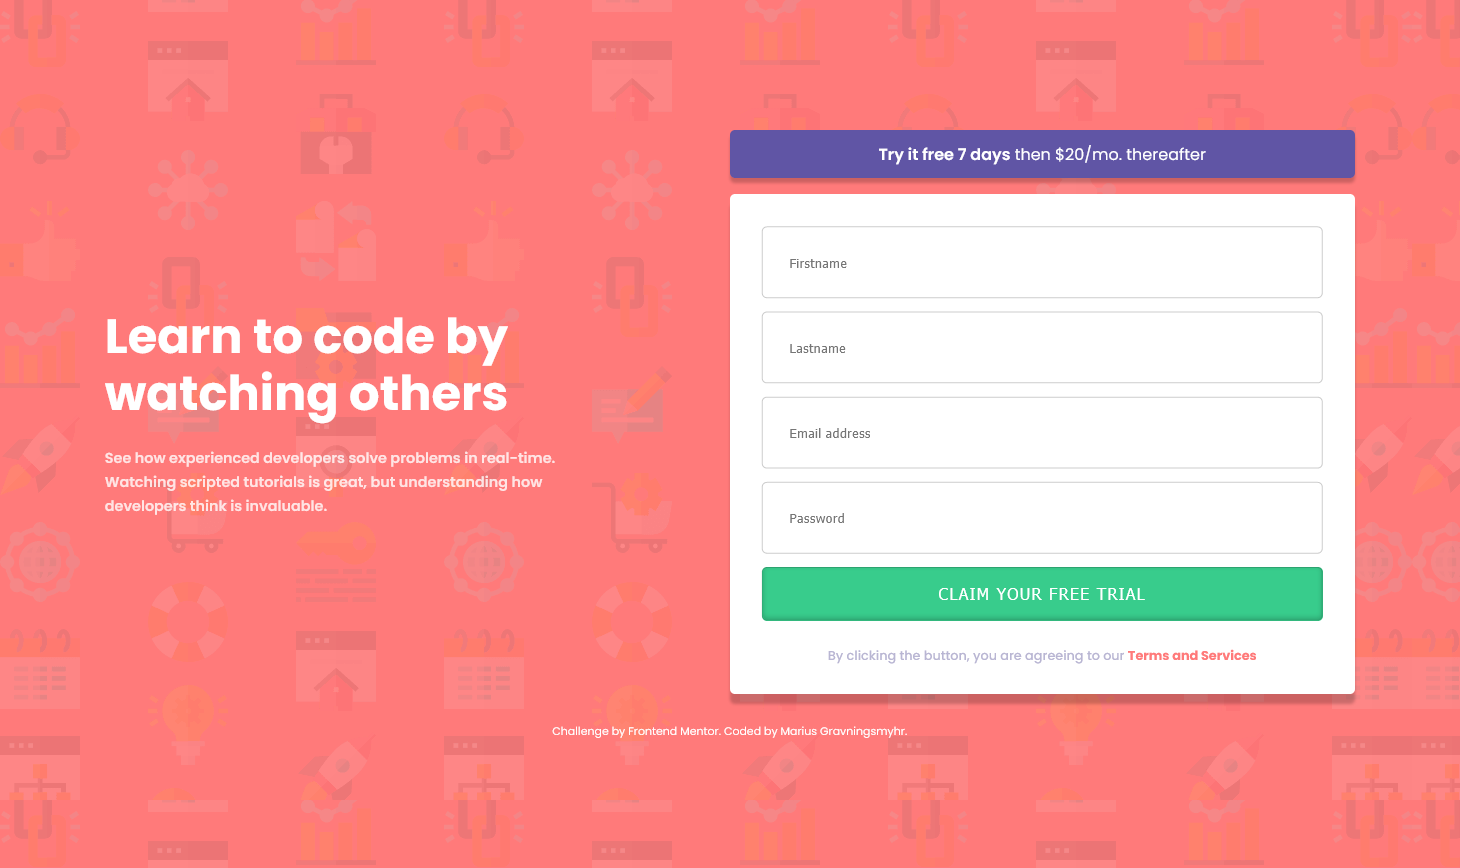 Learn to code by
watching others
See how experienced developers solve problems in real-time.
Watching scripted tutorials is great, but understanding how
developers think is invaluable.
Try it free 7 days then $20/mo. thereafter
Firstname
Lastname
Email address
Password
CLAIM YOUR FREE TRIAL
By clicking the button, you are agreeing to our Terms and Services
Challenge by Frontend Mentor. Coded by Marius Gravningsmyhr.